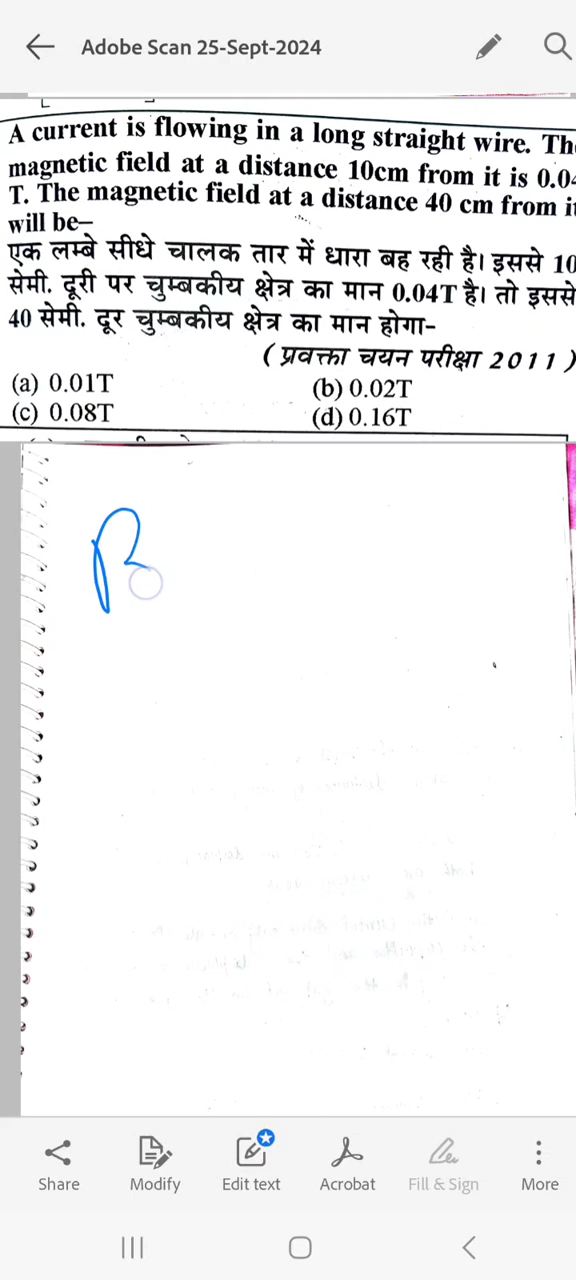 Adobe Scan 25-Sept-2024
A current is flowing in a long straight wire. Th
magnetic field at a distance 10cm from it is 0.0
T. The magnetic field at a distance 40 cm from i
will be–
एक लम्बे सीधे चालक तार में धारा बह रही है। इससे 10
सेमी. दूरी पर चुम्बकीय क्षेत्र का मान 0.04T है। तो इससे
40 सेमी. दूर चुम्बकीय क्षेत्र का मान होगा-
(प्रवक्ता चयन परीक्षा 2011)
(a) 0.01T (b) 0.02T
(c) 0.08T (d) 0.16T
B
Share Modify Edit text Acrobat Fill & Sign More